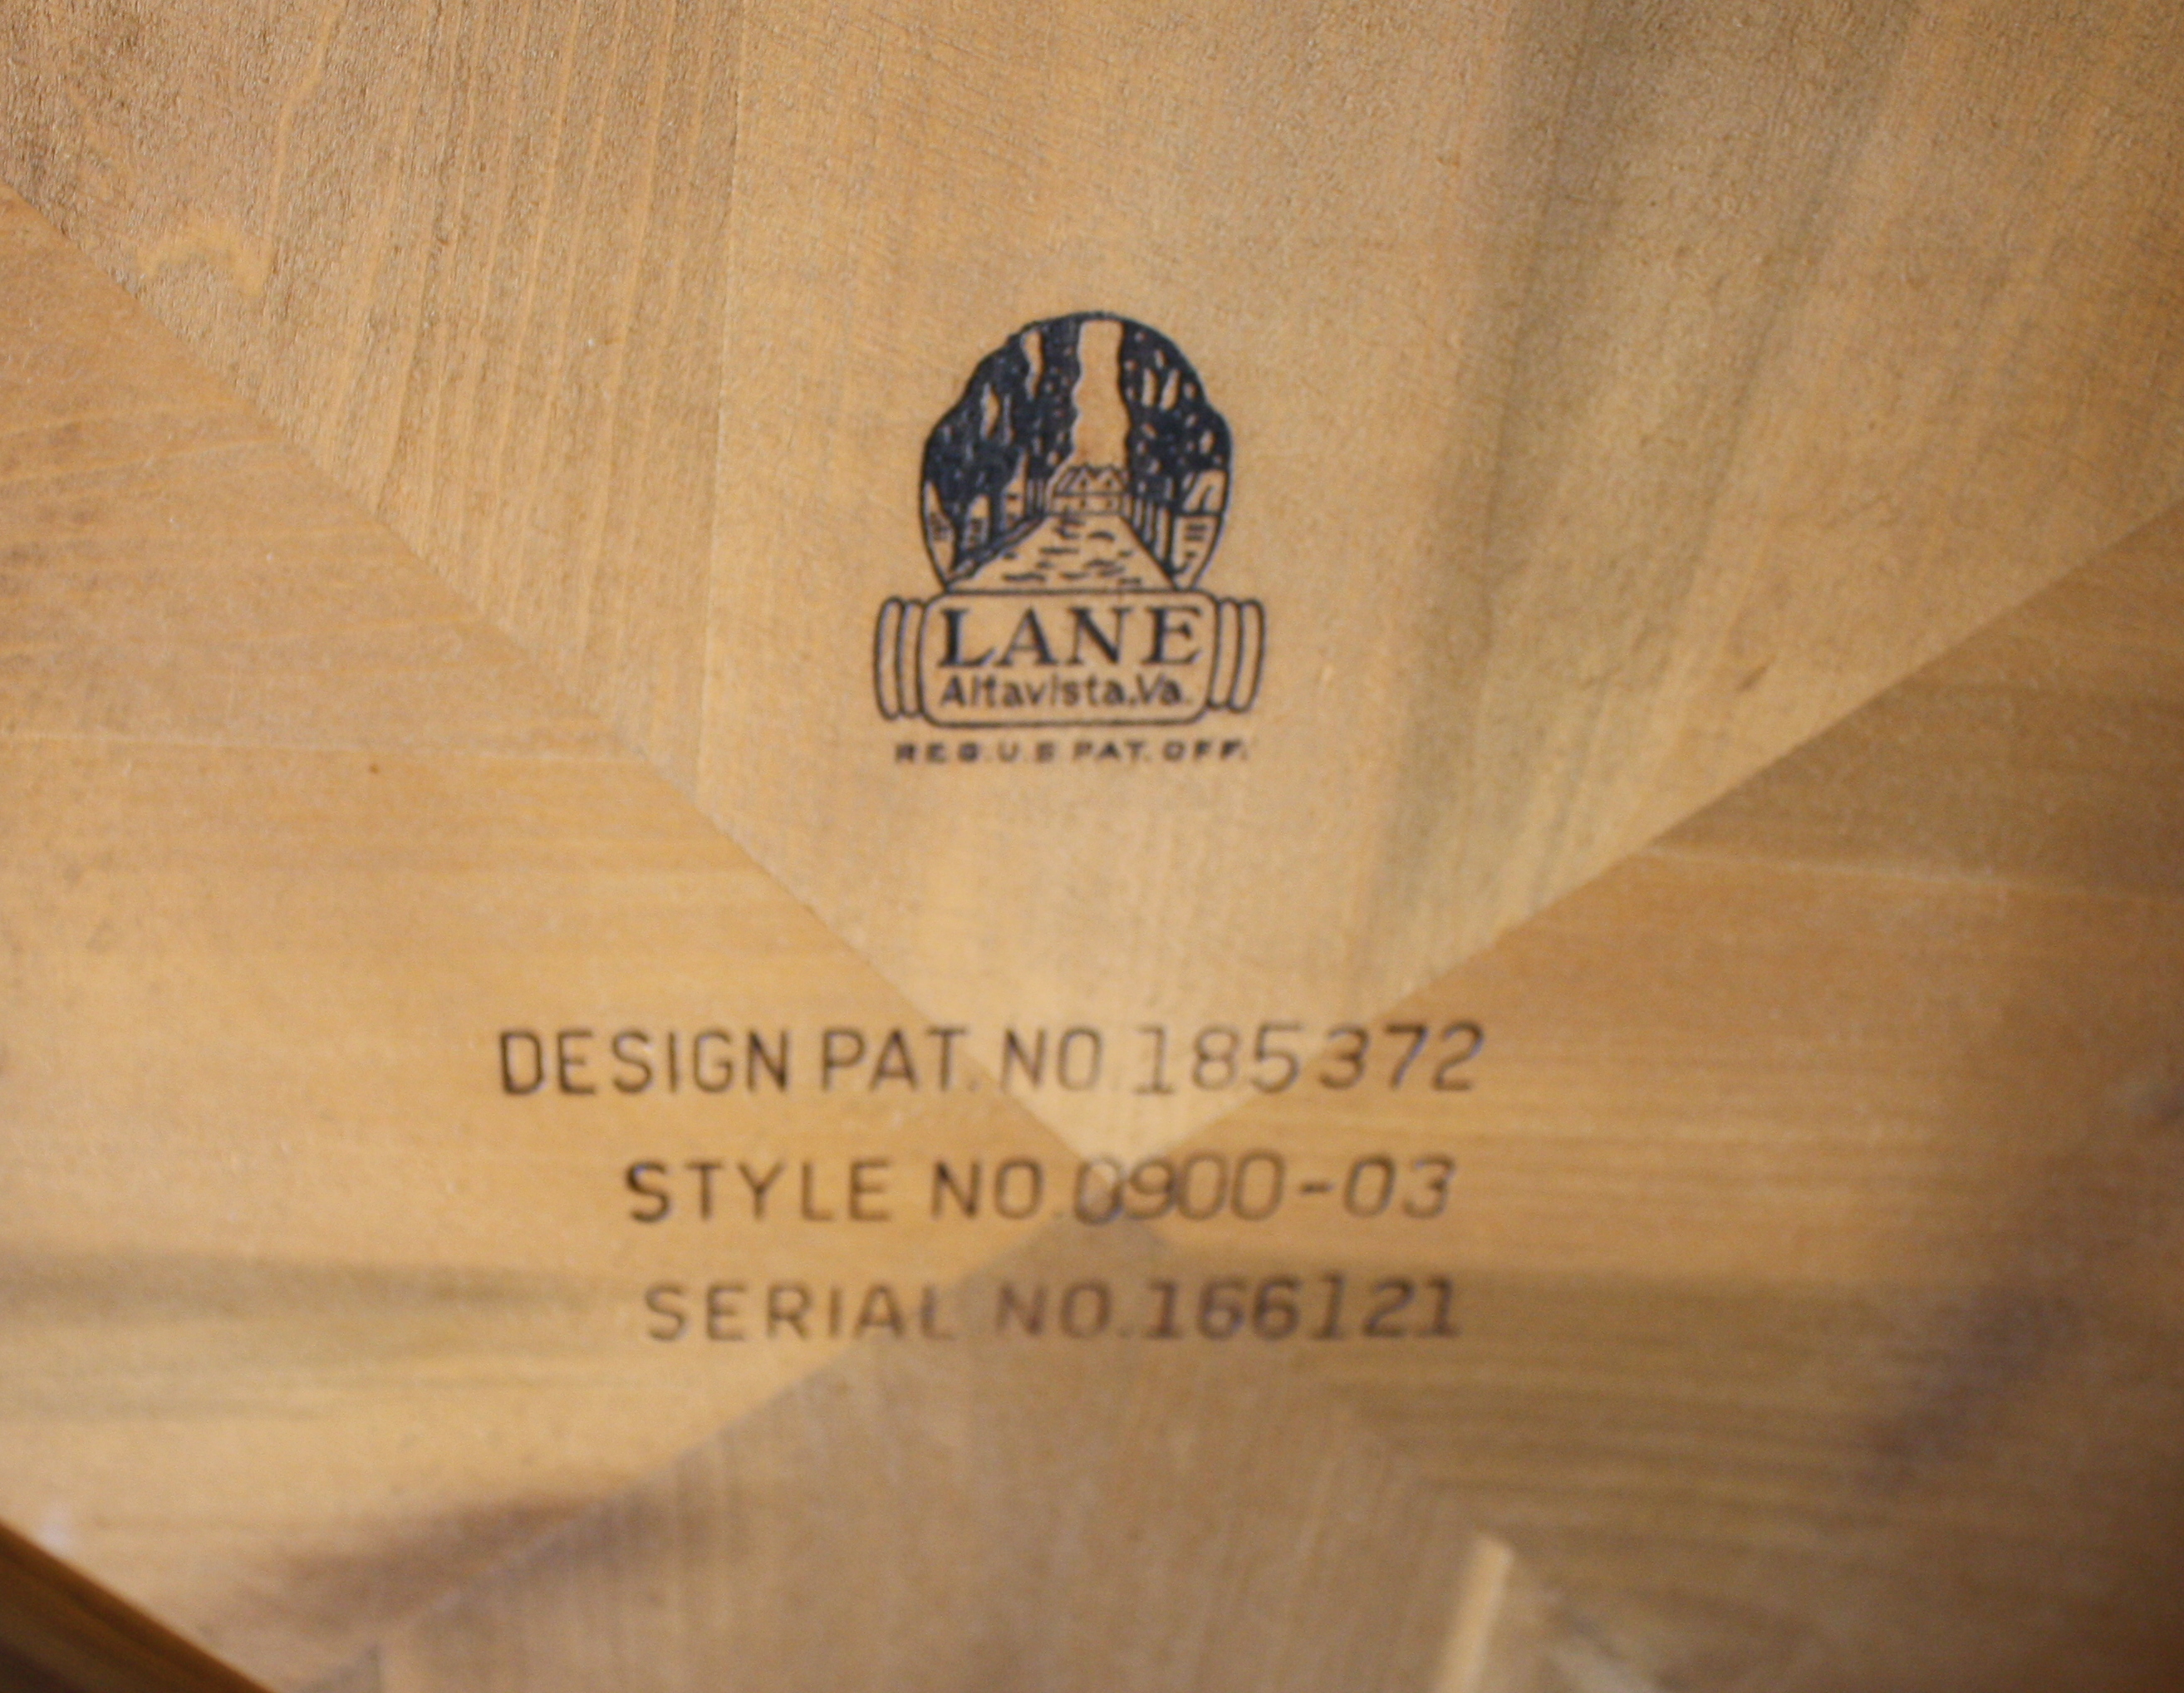 LANE
Altavista,Va.
REG. U.S PAT. OFF.
DESIGN PAT. NO.185372
STYLE NO.0900-03
SERIAL NO.166121